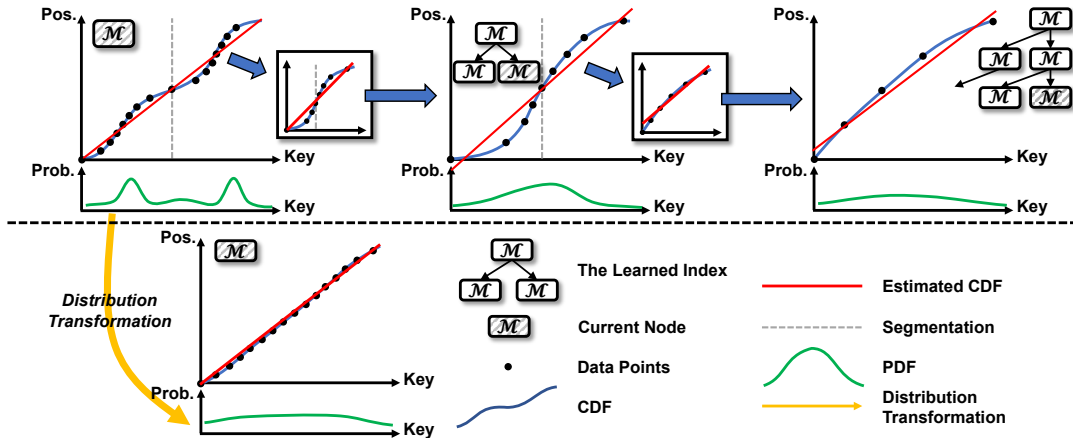 Pos.
ℳ
Key
Prob.
Key
Pos.
ℳ
ℳ
ℳ
Key
Prob.
Key
Pos.
ℳ
ℳ
ℳ
ℳ
ℳ
Key
Prob.
Key
Distribution
Transformation
Pos.
ℳ
Key
Prob.
Key
ℳ
ℳ
ℳ
The Learned Index
ℳ
Current Node
Data Points
CDF
Estimated CDF
Segmentation
PDF
Distribution
Transformation